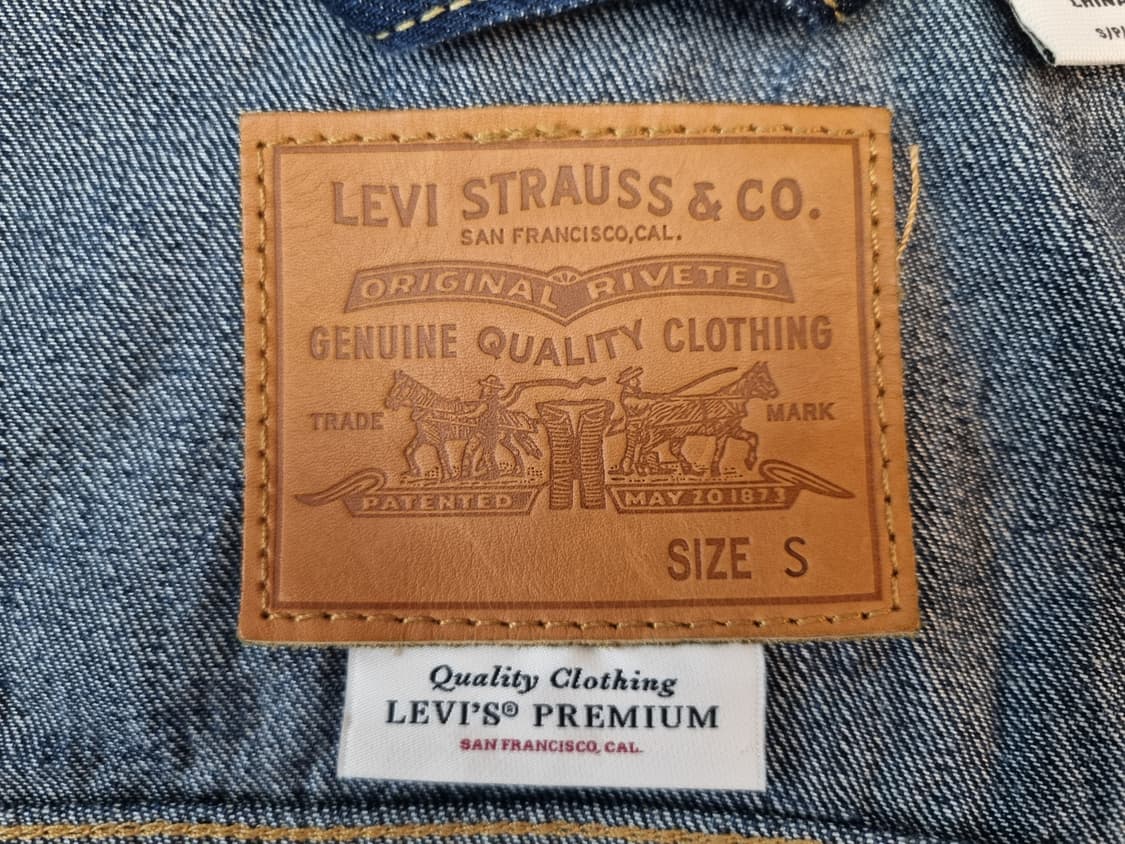 LEVI STRAUSS & CO.
SAN FRANCISCO, CAL.
ORIGINAL RIVETED
GENUINE QUALITY CLOTHING
TRADE MARK
PATENTED MAY 20 1873
SIZE S
Quality Clothing
LEVI'S® PREMIUM
SAN FRANCISCO, CAL.